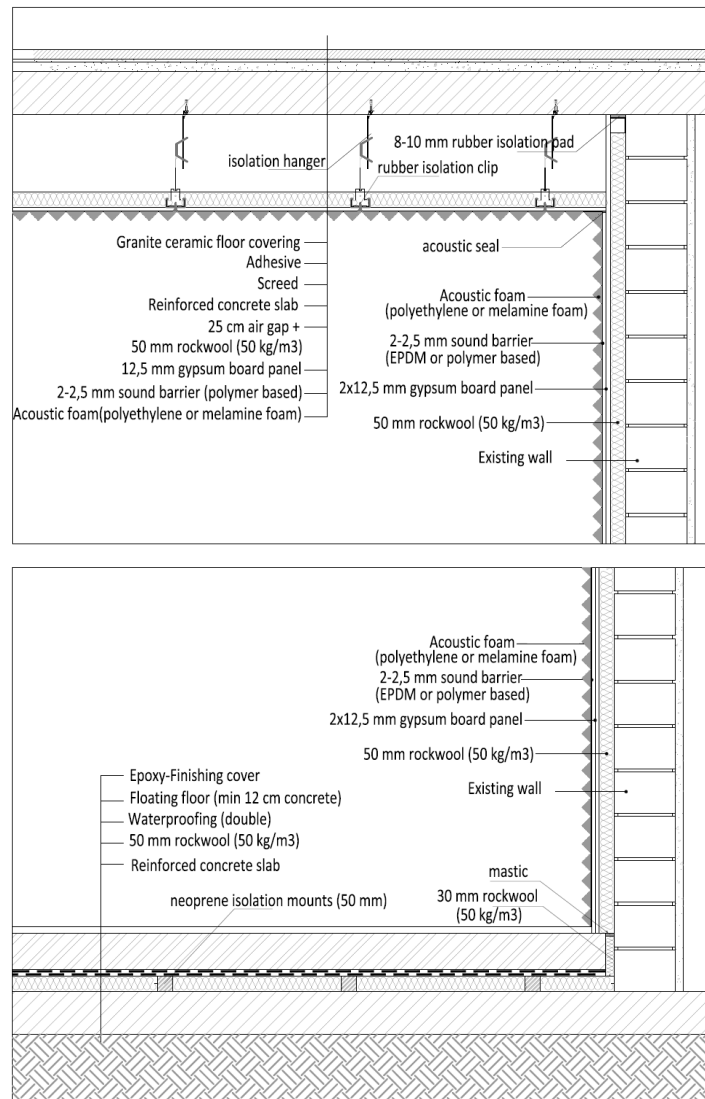 8-10 mm rubber isolation pad
isolation hanger
rubber isolation clip
Granite ceramic floor covering
Adhesive
Screed
Reinforced concrete slab
25 cm air gap +
50 mm rockwool (50 kg/m3)
12,5 mm gypsum board panel
2-2,5 mm sound barrier (polymer based)
Acoustic foam(polyethylene or melamine foam)
acoustic seal
Acoustic foam
(polyethylene or melamine foam)
2-2,5 mm sound barrier
(EPDM or polymer based)
2x12,5 mm gypsum board panel
50 mm rockwool (50 kg/m3)
Existing wall
Acoustic foam
(polyethylene or melamine foam)
2-2,5 mm sound barrier
(EPDM or polymer based)
2x12,5 mm gypsum board panel
50 mm rockwool (50 kg/m3)
Existing wall
Epoxy-Finishing cover
Floating floor (min 12 cm concrete)
Waterproofing (double)
50 mm rockwool (50 kg/m3)
Reinforced concrete slab
neoprene isolation mounts (50 mm)
mastic
30 mm rockwool
(50 kg/m3)